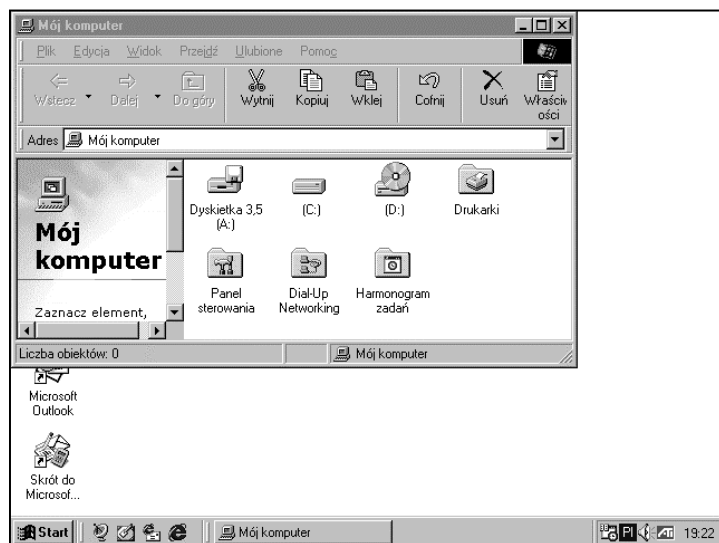 Mój komputer
Plik Edycja Widok Przejdź Ulubione Pomoc
Wstecz Dalej Do góry Wytnij Kopiuj Wklej Cofnij Usuń Właściw
ości
Adres Mój komputer
Mój
komputer
Zaznacz element,
Dyskietka 3,5
(A:)
(C:)
(D:)
Drukarki
Panel
sterowania
Dial-Up
Networking
Harmonogram
zadań
Liczba obiektów: 0 Mój komputer
Microsoft
Outlook
Skrót do
Microsof...
Start Mój komputer Pl 19:22